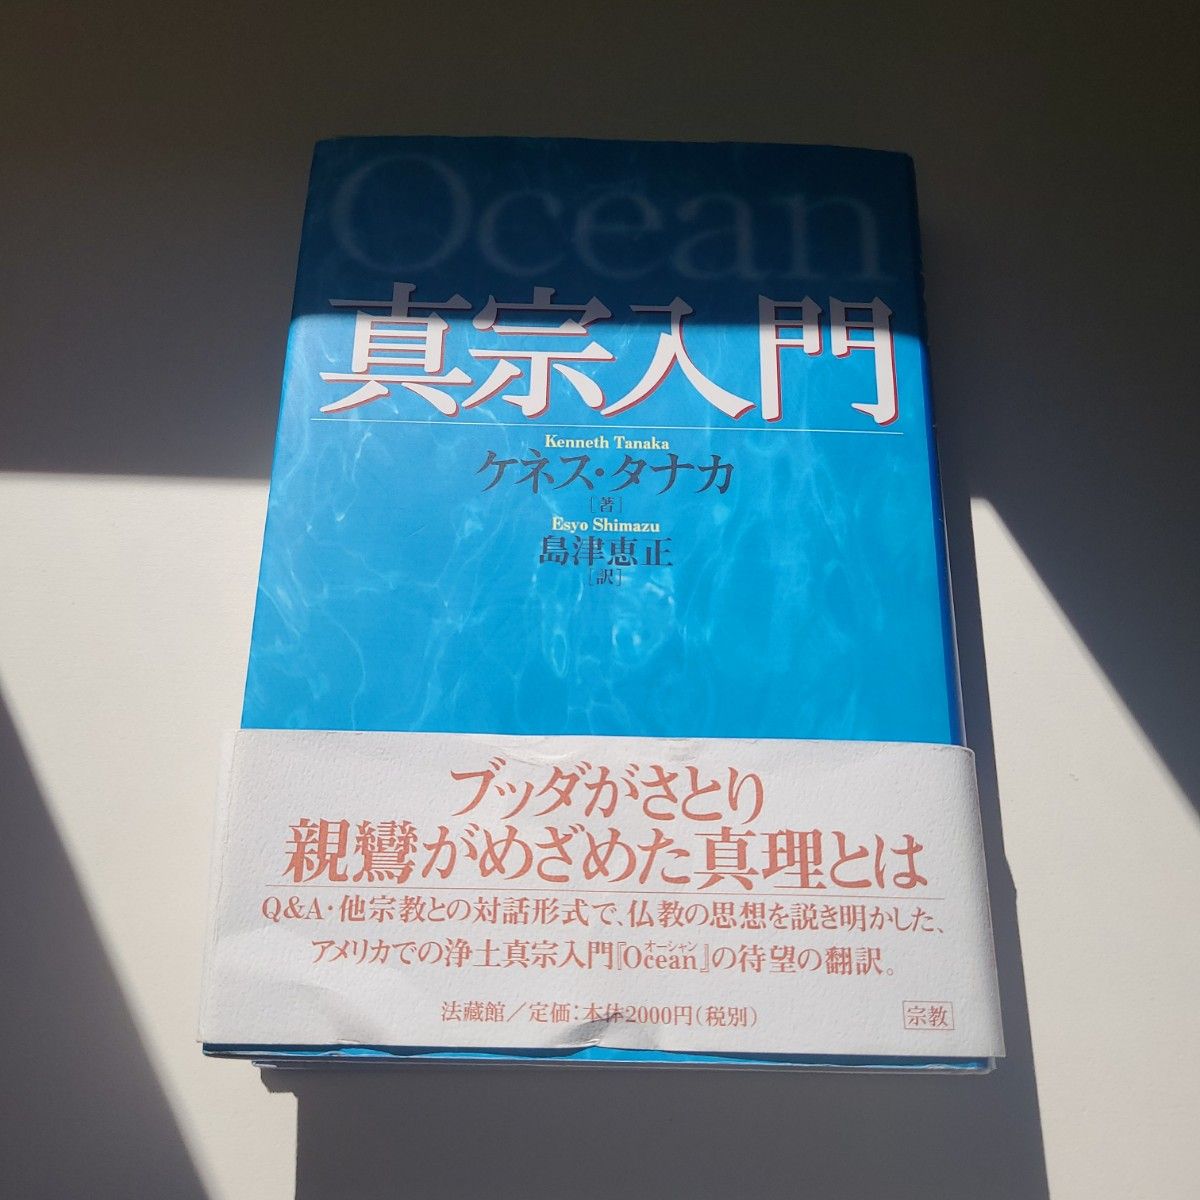 Ocean
真宗入門
Kenneth Tanaka
ケネス・タナカ
[著]
Esyo Shimazu
島津恵正
[訳]
ブッダがさとり
親鸞がめざめた真理とは
Q&A・他宗教との対話形式で、仏教の思想を説き明かした、
オーシャン
アメリカでの浄土真宗入門『Ocean』の待望の翻訳。
法藏館／定価:本体2000円(税別)
宗教